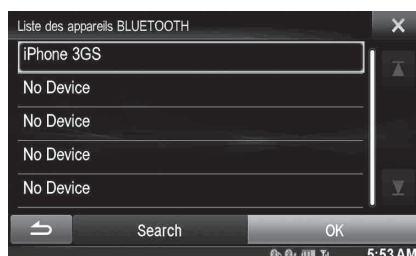 Liste des appareils BLUETOOTH
iPhone 3GS
No Device
No Device
No Device
No Device
Search OK
5:53 AM